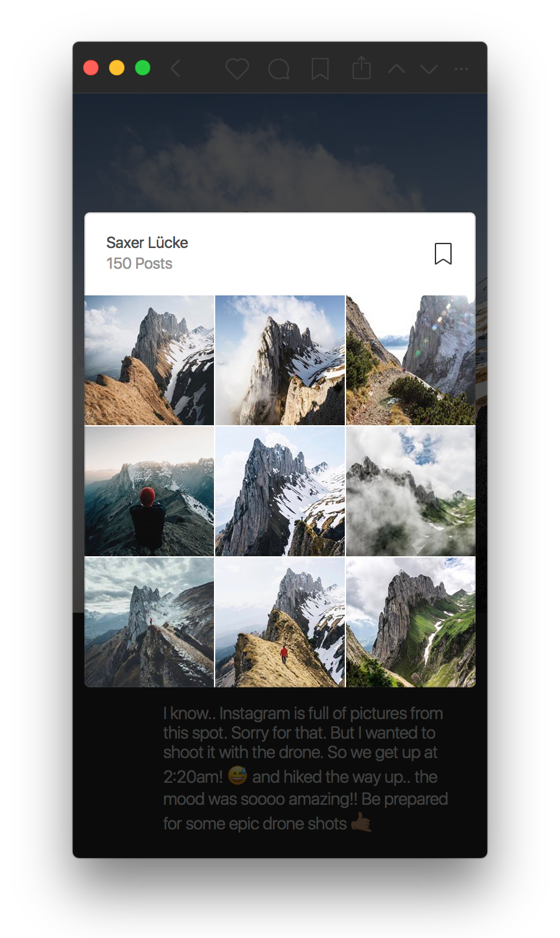 Saxer Lücke
150 Posts
I know.. Instagram is full of pictures from
this spot. Sorry for that. But I wanted to
shoot it with the drone. So we get up at
2:20am! 😅 and hiked the way up.. the
mood was soooo amazing!! Be prepared
for some epic drone shots 🤙🏾